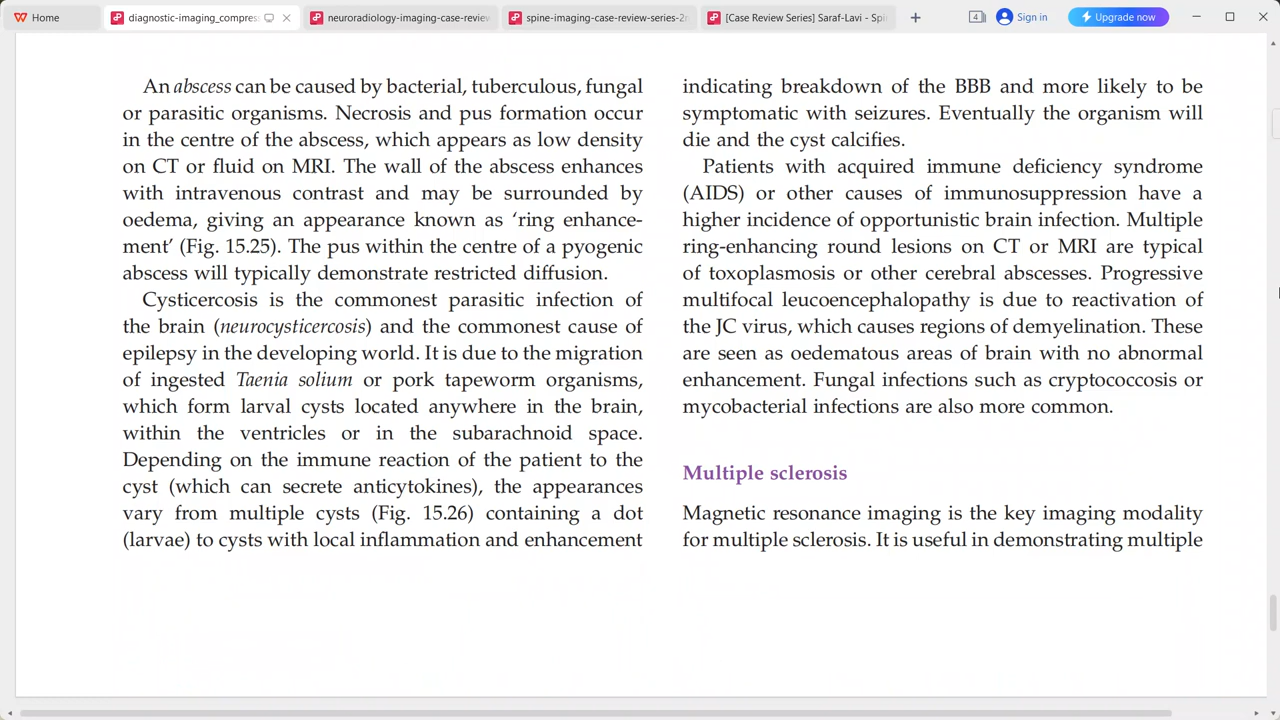 Home
diagnostic-imaging_compres
neuroradiology-imaging-case-review
spine-imaging-case-review-series-2
[Case Review Series] Saraf-Lavi - Spi
4
Sign in
Upgrade now
An abscess can be caused by bacterial, tuberculous, fungal
or parasitic organisms. Necrosis and pus formation occur
in the centre of the abscess, which appears as low density
on CT or fluid on MRI. The wall of the abscess enhances
with intravenous contrast and may be surrounded by
oedema, giving an appearance known as ‘ring enhance-
ment’ (Fig. 15.25). The pus within the centre of a pyogenic
abscess will typically demonstrate restricted diffusion.
Cysticercosis is the commonest parasitic infection of
the brain (neurocysticercosis) and the commonest cause of
epilepsy in the developing world. It is due to the migration
of ingested Taenia solium or pork tapeworm organisms,
which form larval cysts located anywhere in the brain,
within the ventricles or in the subarachnoid space.
Depending on the immune reaction of the patient to the
cyst (which can secrete anticytokines), the appearances
vary from multiple cysts (Fig. 15.26) containing a dot
(larvae) to cysts with local inflammation and enhancement
indicating breakdown of the BBB and more likely to be
symptomatic with seizures. Eventually the organism will
die and the cyst calcifies.
Patients with acquired immune deficiency syndrome
(AIDS) or other causes of immunosuppression have a
higher incidence of opportunistic brain infection. Multiple
ring-enhancing round lesions on CT or MRI are typical
of toxoplasmosis or other cerebral abscesses. Progressive
multifocal leucoencephalopathy is due to reactivation of
the JC virus, which causes regions of demyelination. These
are seen as oedematous areas of brain with no abnormal
enhancement. Fungal infections such as cryptococcosis or
mycobacterial infections are also more common.
Multiple sclerosis
Magnetic resonance imaging is the key imaging modality
for multiple sclerosis. It is useful in demonstrating multiple